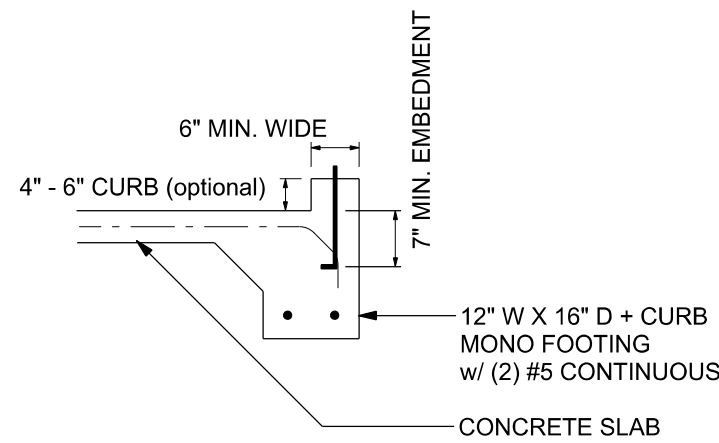 6" MIN. WIDE
7" MIN. EMBEDMENT
4" - 6" CURB (optional)
12" W X 16" D + CURB
MONO FOOTING
w/ (2) #5 CONTINUOUS
CONCRETE SLAB